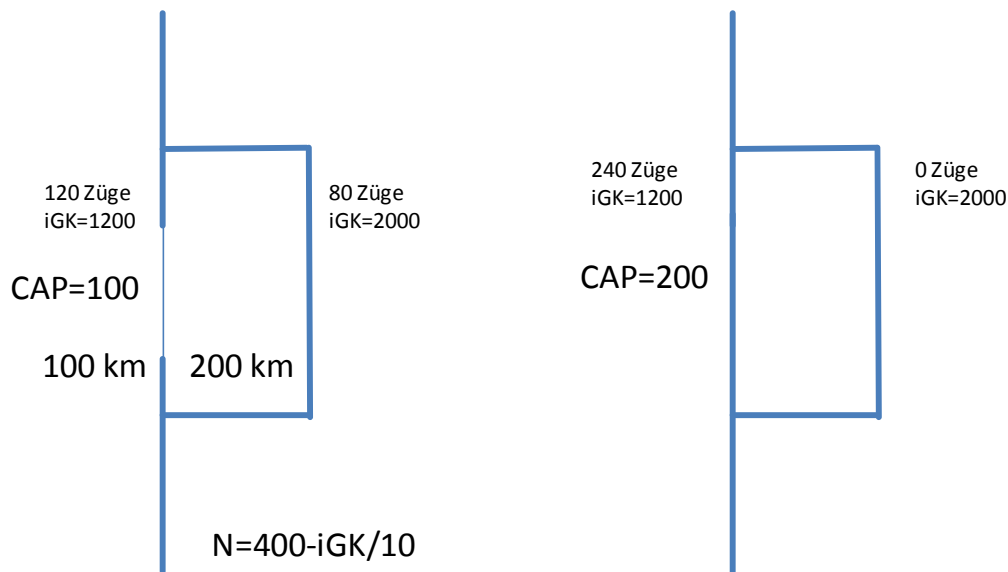 120 Züge
iGK=1200
80 Züge
iGK=2000
CAP=100
100 km
200 km
N=400-iGK/10
240 Züge
iGK=1200
0 Züge
iGK=2000
CAP=200